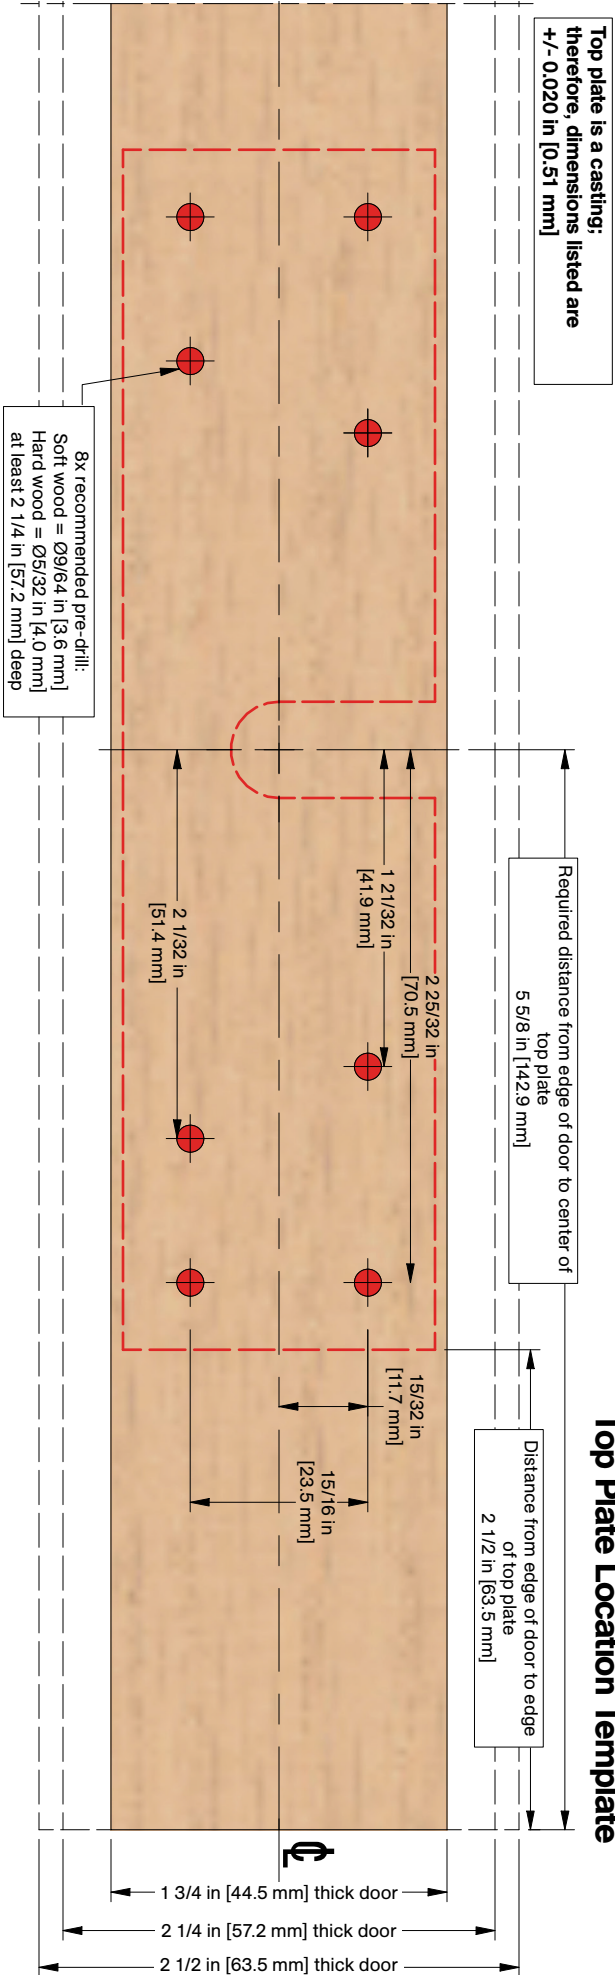 Top Plate Location Template
Top plate is a casting;
therefore, dimensions listed are
+/- 0.020 in [0.51 mm]
Required distance from edge of door to center of
top plate
5 5/8 in [142.9 mm]
Distance from edge of door to edge
of top plate
2 1/2 in [63.5 mm]
2 25/32 in
[70.5 mm]
1 21/32 in
[41.9 mm]
2 1/32 in
[51.4 mm]
15/32 in
[11.7 mm]
15/16 in
[23.5 mm]
8x recommended pre-drill:
Soft wood = Ø9/64 in [3.6 mm]
Hard wood = Ø5/32 in [4.0 mm]
at least 2 1/4 in [57.2 mm] deep
CL
1 3/4 in [44.5 mm] thick door
2 1/4 in [57.2 mm] thick door
2 1/2 in [63.5 mm] thick door